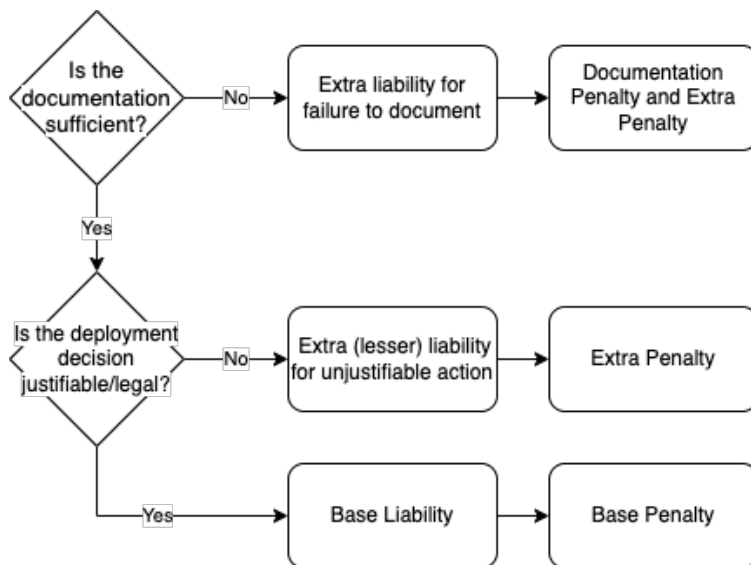 Is the
documentation
sufficient?
No
Extra liability for
failure to document
Documentation
Penalty and Extra
Penalty
Yes
Is the deployment
decision
justifiable/legal?
No
Extra (lesser) liability
for unjustifiable action
Extra Penalty
Yes
Base Liability
Base Penalty